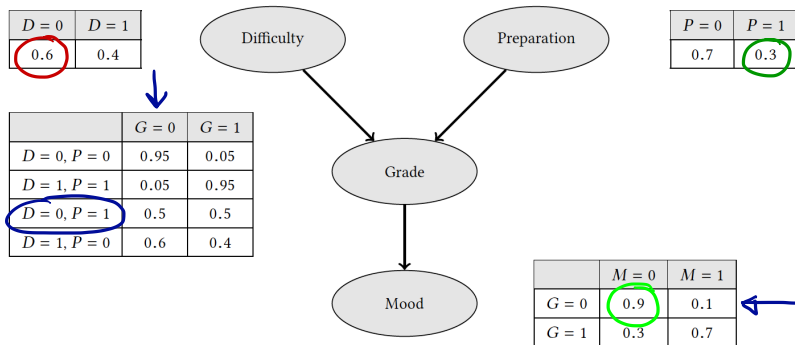 D = 0 D = 1
0.6 0.4
Difficulty
Preparation
P = 0 P = 1
0.7 0.3
G = 0 G = 1
D = 0, P = 0 0.95 0.05
D = 1, P = 1 0.05 0.95
D = 0, P = 1 0.5 0.5
D = 1, P = 0 0.6 0.4
Grade
Mood
M = 0 M = 1
G = 0 0.9 0.1
G = 1 0.3 0.7